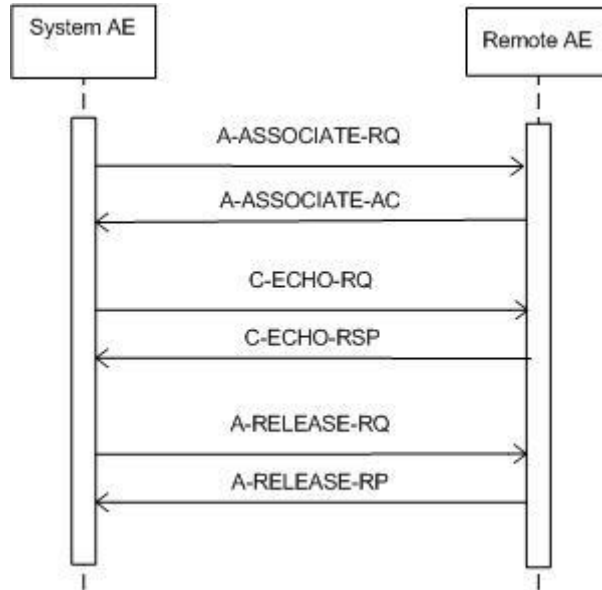 System AE
Remote AE
A-ASSOCIATE-RQ
A-ASSOCIATE-AC
C-ECHO-RQ
C-ECHO-RSP
A-RELEASE-RQ
A-RELEASE-RP